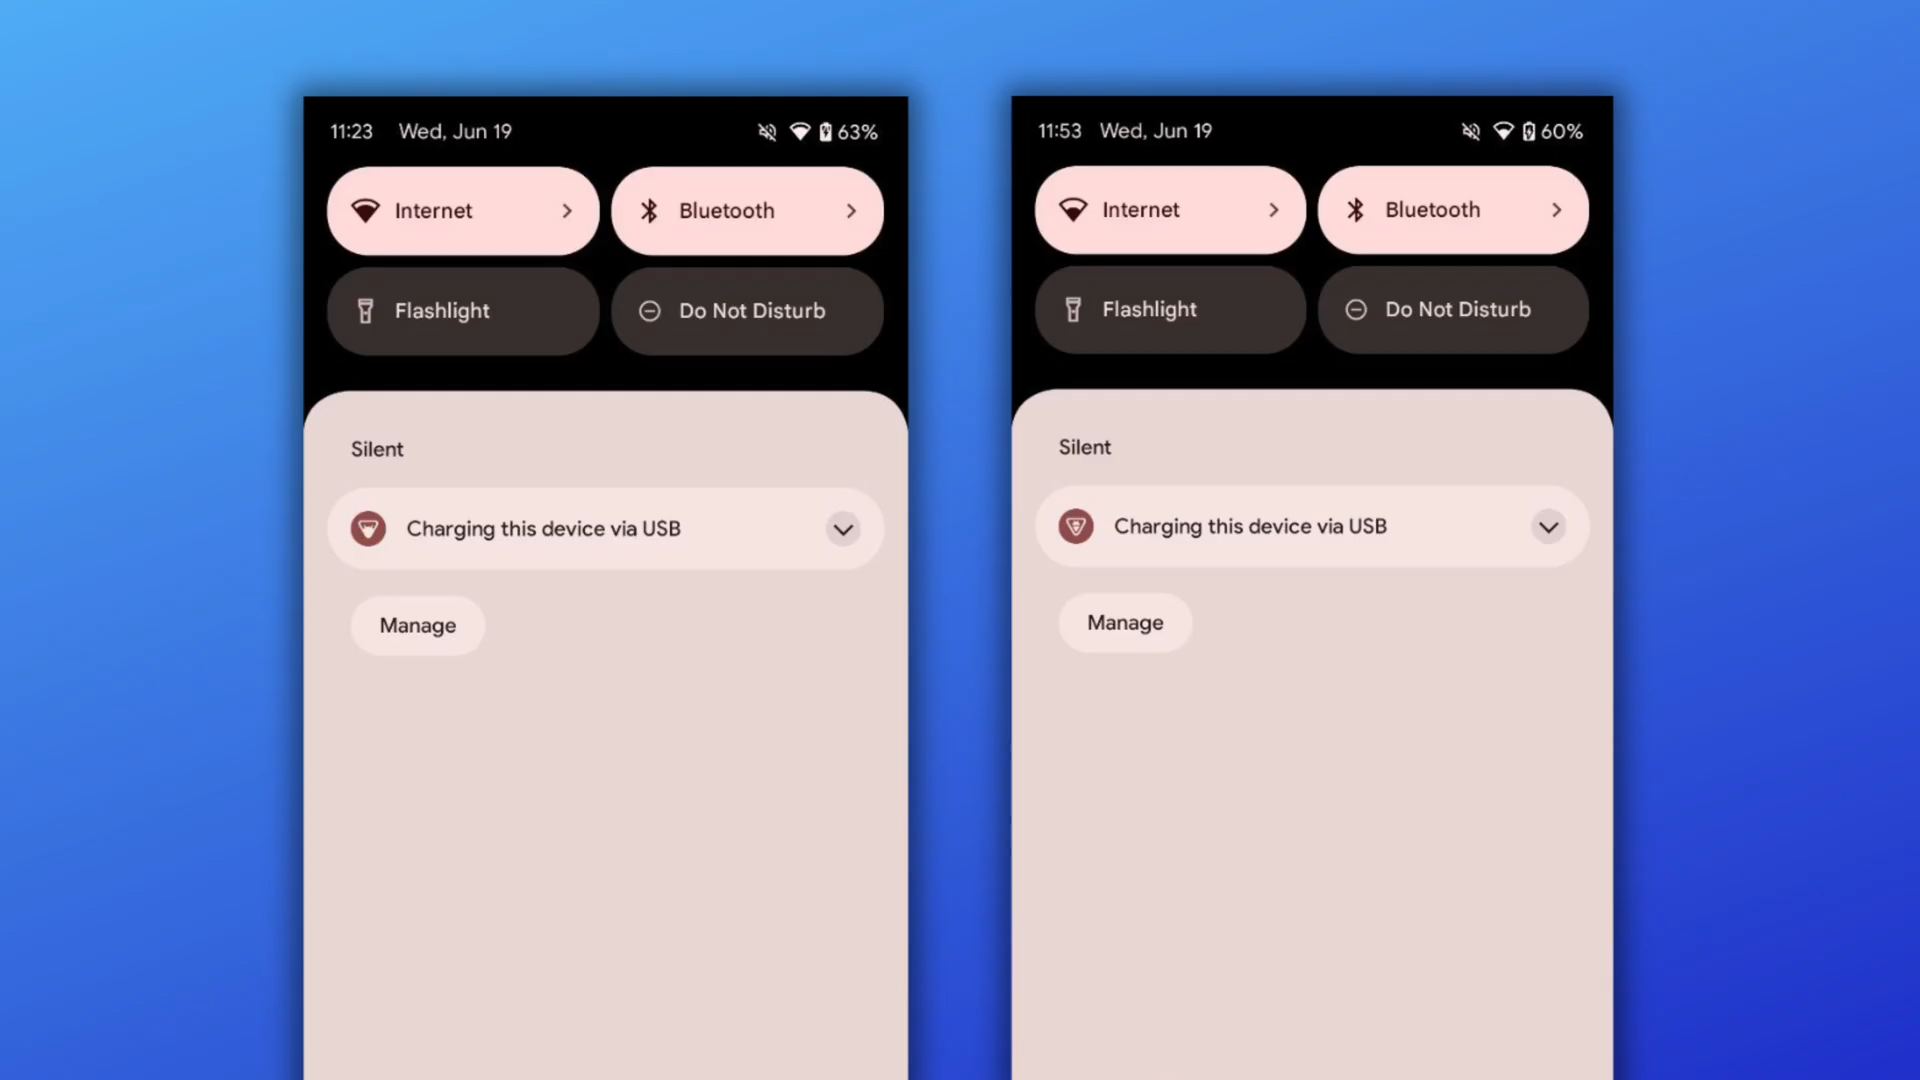 11:23 Wed, Jun 19 63%
Internet Bluetooth
Flashlight Do Not Disturb
Silent
Charging this device via USB
Manage
11:53 Wed, Jun 19 60%
Internet Bluetooth
Flashlight Do Not Disturb
Silent
Charging this device via USB
Manage